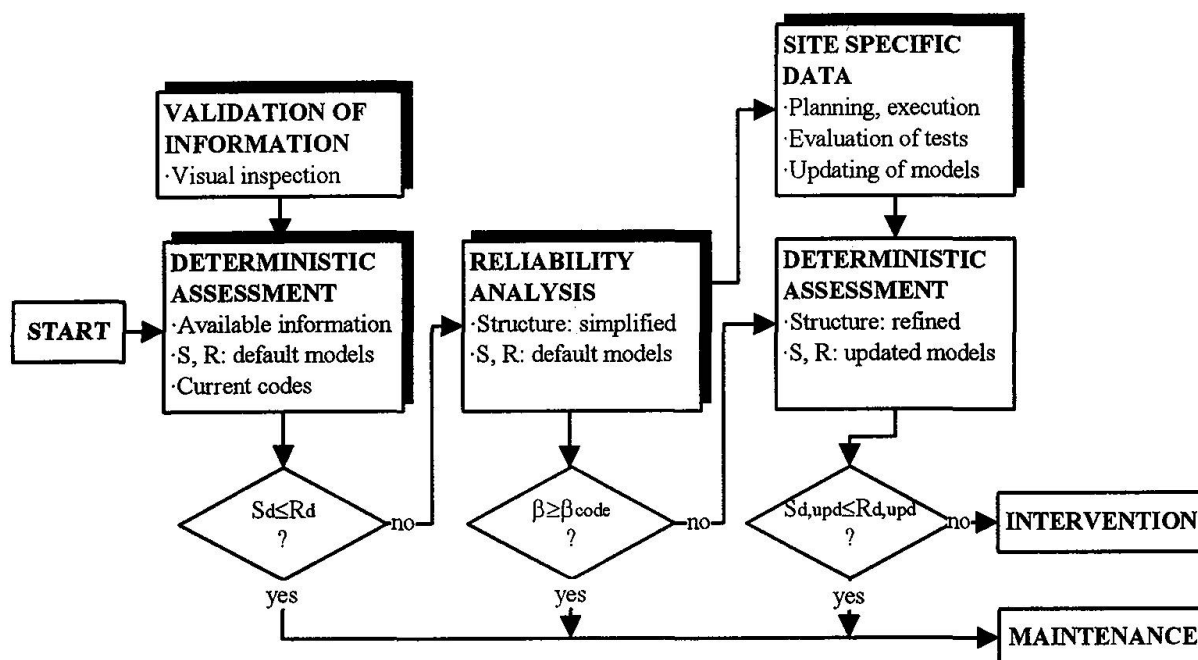 START
VALIDATION OF
INFORMATION
·Visual inspection
DETERMINISTIC
ASSESSMENT
·Available information
·S, R: default models
·Current codes
Sd≤Rd
?
no
yes
RELIABILITY
ANALYSIS
·Structure: simplified
·S, R: default models
β≥βcode
?
no
yes
SITE SPECIFIC
DATA
·Planning, execution
·Evaluation of tests
·Updating of models
DETERMINISTIC
ASSESSMENT
·Structure: refined
·S, R: updated models
Sd,upd≤Rd,upd
?
no
yes
INTERVENTION
MAINTENANCE